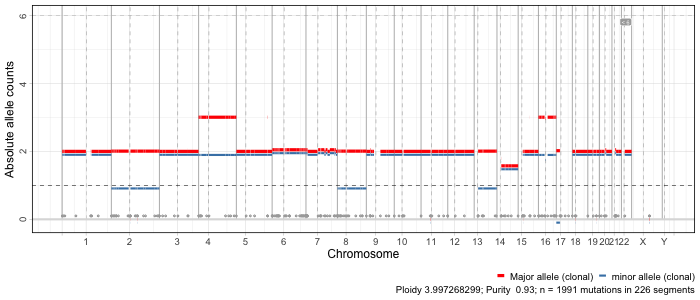 Absolute allele counts
6
4
2
0
1 2 3 4 5 6 7 8 9 10 11 12 13 14 15 16 17 18 19 20 21 22 X Y
Chromosome
Major allele (clonal) minor allele (clonal)
Ploidy 3.997268299; Purity 0.93; n = 1991 mutations in 226 segments